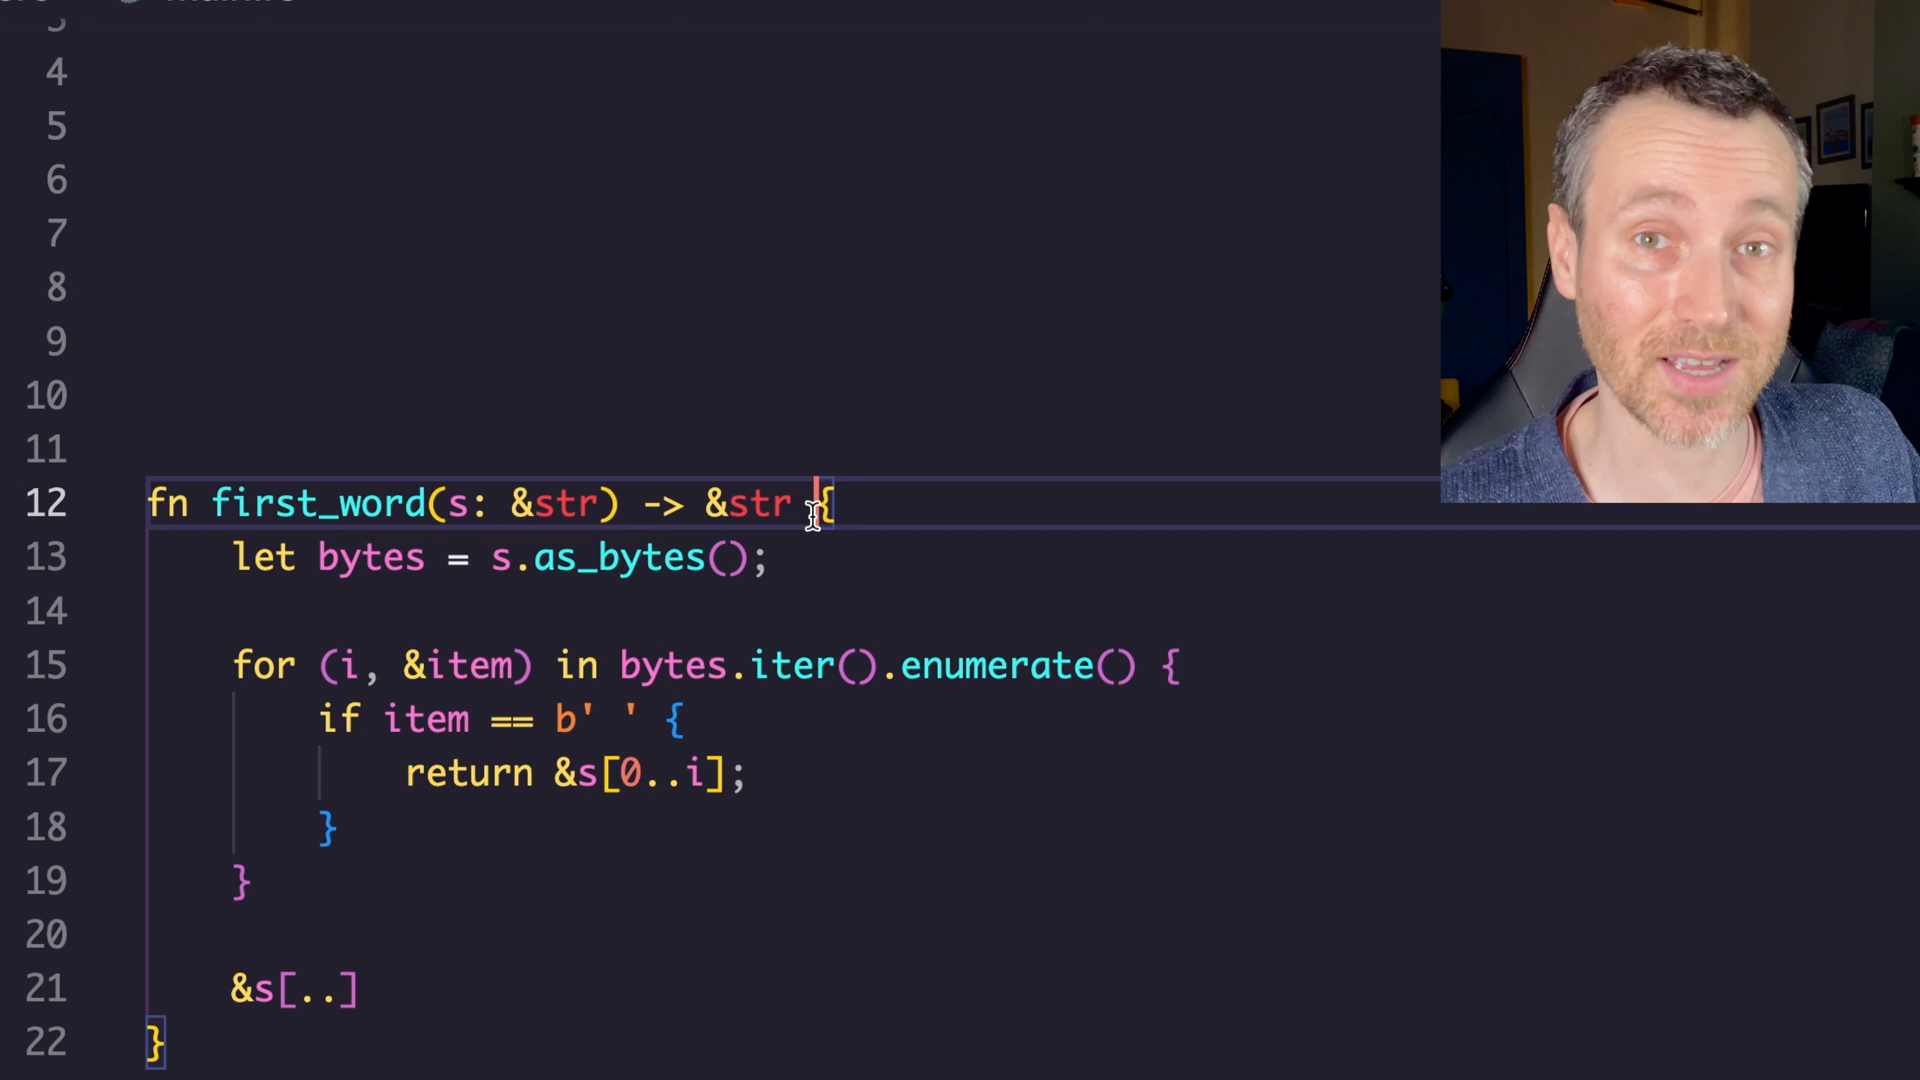 4
5
6
7
8
9
10
11
12 fn first_word(s: &str) -> &str {
13 let bytes = s.as_bytes();
14
15 for (i, &item) in bytes.iter().enumerate() {
16 if item == b' ' {
17 return &s[0..i];
18 }
19 }
20
21 &s[..]
22 }